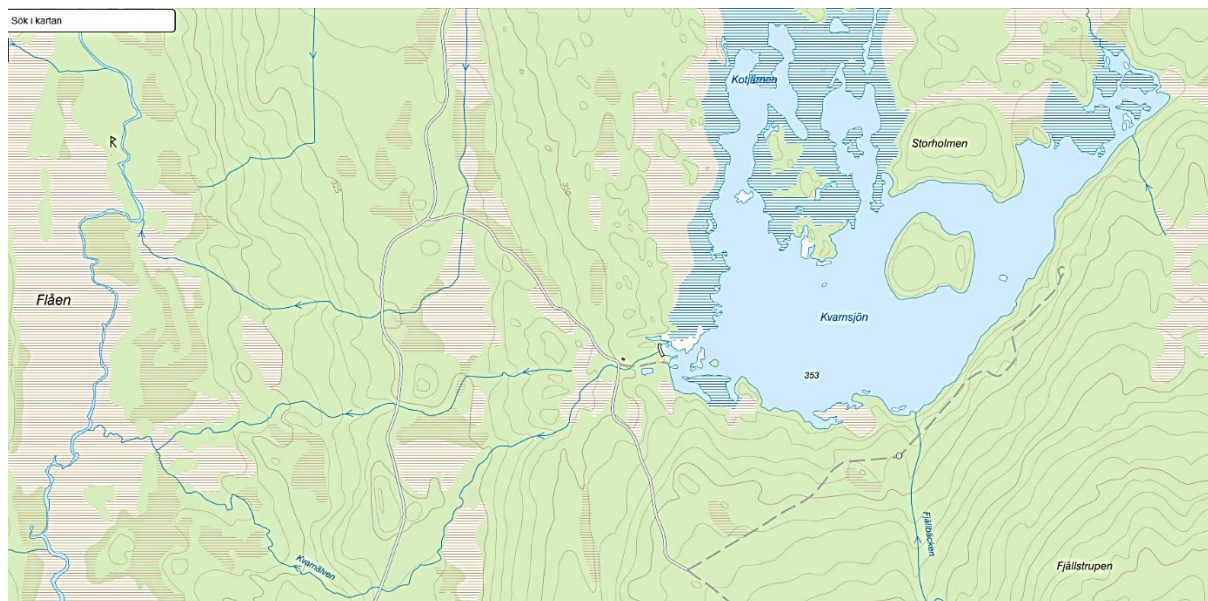 Sök i kartan
Kotjärnen
Storholmen
355
350
Flåen
Kvarnsjön
353
Fjällbäcken
Kvarnälven
Fjällstrupen